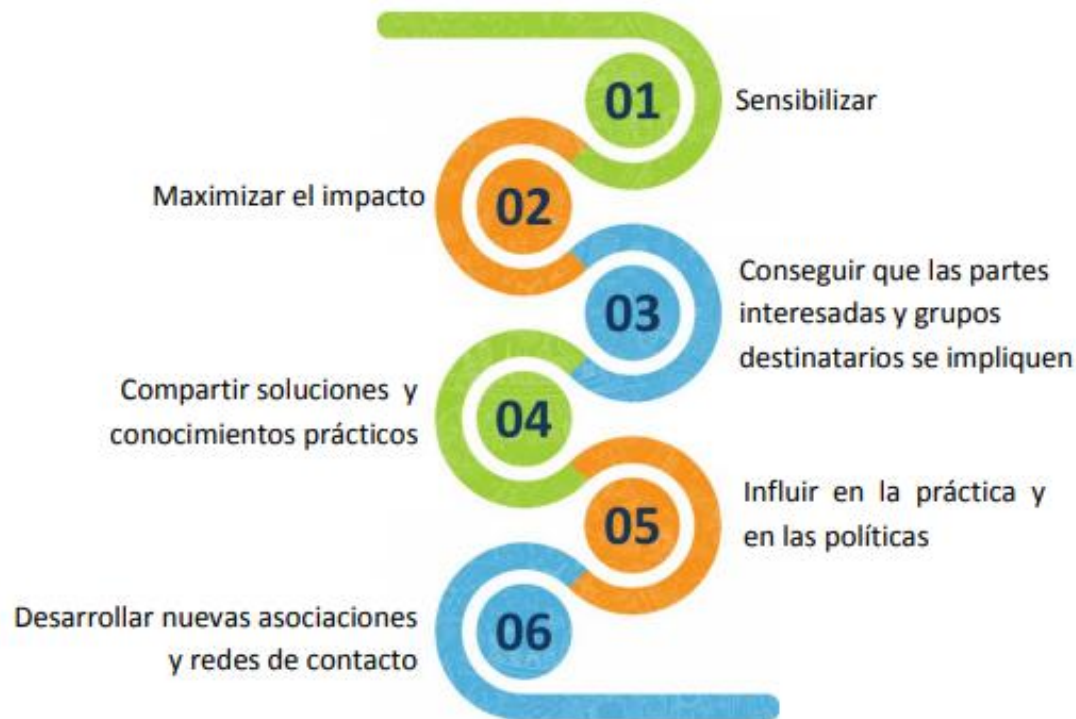 01
Sensibilizar
Maximizar el impacto
02
03
Conseguir que las partes
interesadas y grupos
destinatarios se impliquen
Compartir soluciones y
conocimientos prácticos
04
05
Influir en la práctica y
en las políticas
Desarrollar nuevas asociaciones
y redes de contacto
06